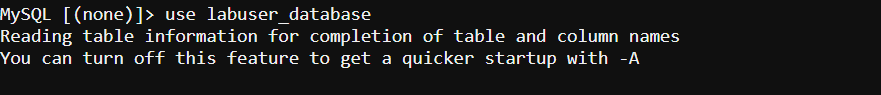 MySQL [(none)]> use labuser_database
Reading table information for completion of table and column names
You can turn off this feature to get a quicker startup with -A